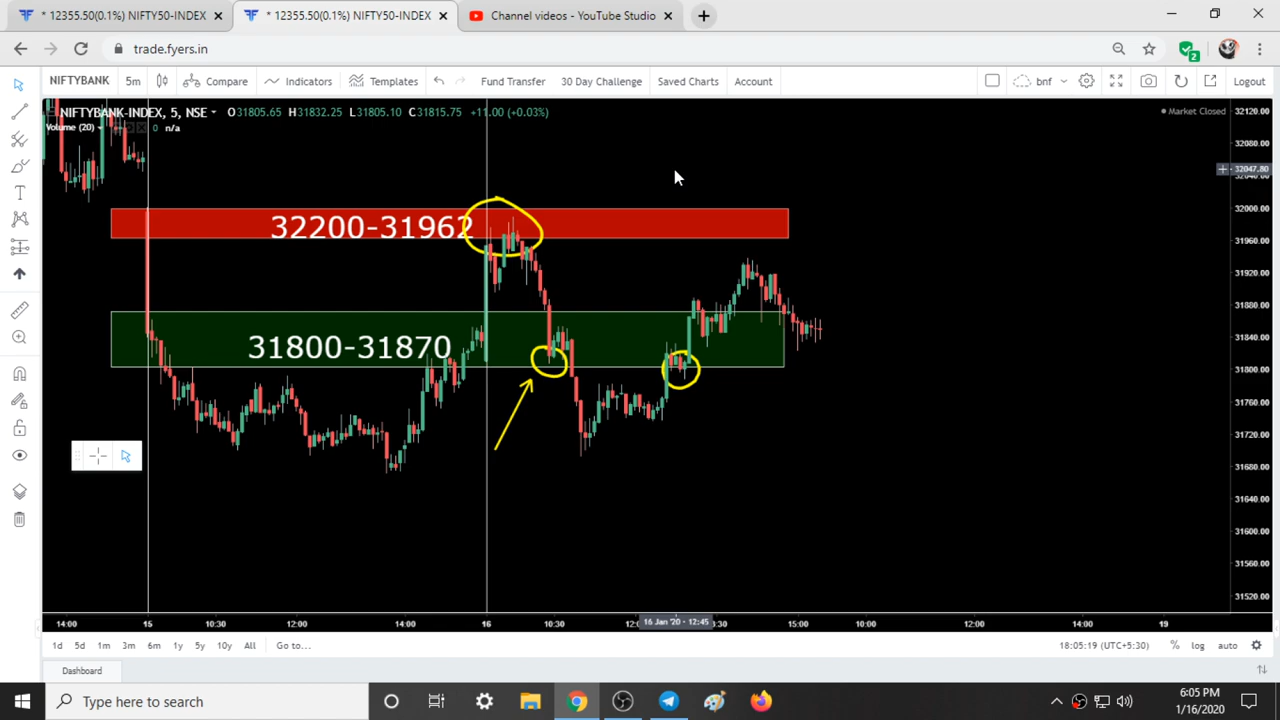 * 12355.50(0.1%) NIFTY50-INDEX
* 12355.50(0.1%) NIFTY50-INDEX
Channel videos - YouTube Studio
trade.fyers.in
2
NIFTYBANK 5m Compare Indicators Templates Fund Transfer 30 Day Challenge Saved Charts Account bnf Logout
NIFTYBANK-INDEX, 5, NSE O31805.65 H31832.25 L31805.10 C31815.75 +11.00 (+0.03%)
Market Closed
Volume (20) 0 n/a
32200-31962
31800-31870
32120.00
32080.00
32047.80
32000.00
31960.00
31920.00
31880.00
31840.00
31800.00
31760.00
31720.00
31680.00
31640.00
31600.00
31560.00
31520.00
14:00 15 10:30 12:00 14:00 16 10:30 16 Jan '20 - 12:45 15:00 10:00 12:00 14:00 19
1d 5d 1m 3m 6m 1y 5y 10y All Go to...
18:05:19 (UTC+5:30) % log auto
Dashboard
Type here to search
6:05 PM
1/16/2020